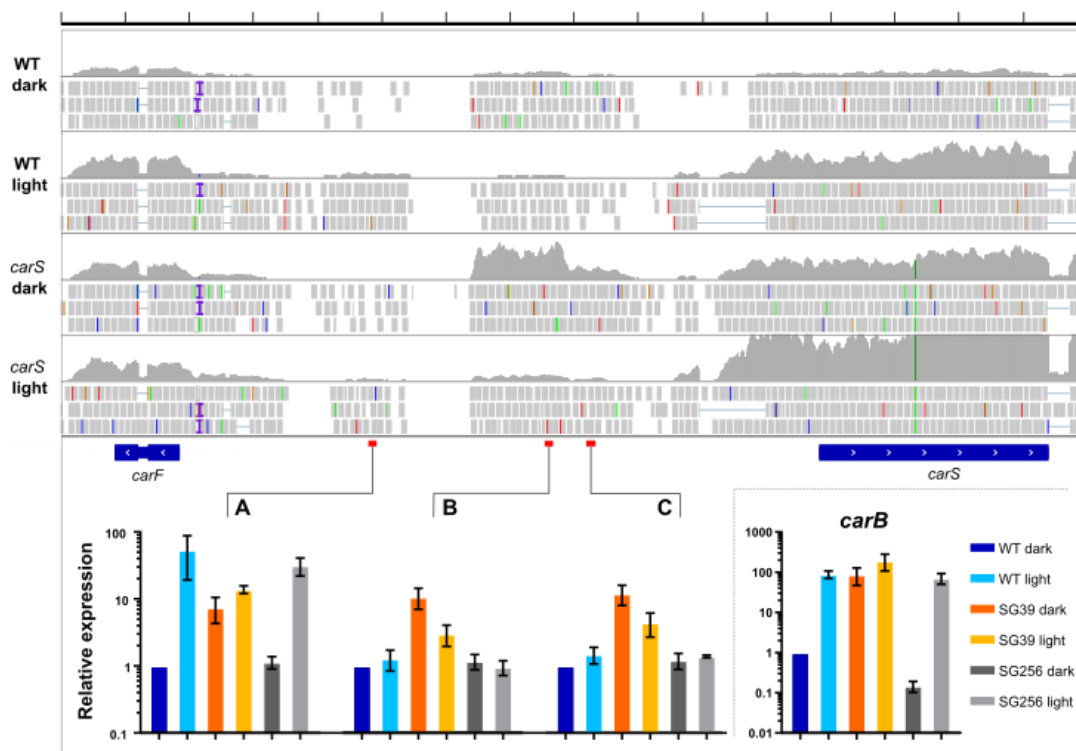 WT
dark
WT
light
carS
dark
carS
light
carF
carS
A
B
C
carB
Relative expression
100
10
1
0.1
1000
100
10
1
0.1
0.01
WT dark
WT light
SG39 dark
SG39 light
SG256 dark
SG256 light